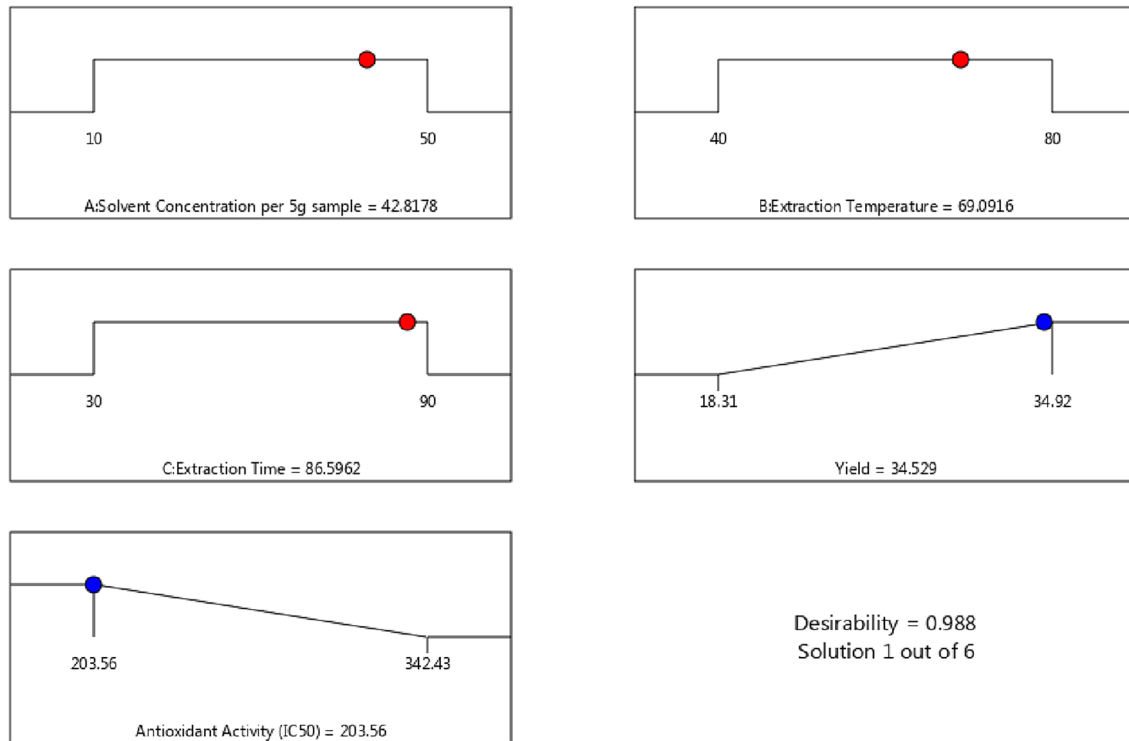 10
50
A:Solvent Concentration per 5g sample = 42.8178
40
80
B:Extraction Temperature = 69.0916
30
90
C:Extraction Time = 86.5962
18.31
34.92
Yield = 34.529
203.56
342.43
Antioxidant Activity (IC50) = 203.56
Desirability = 0.988
Solution 1 out of 6